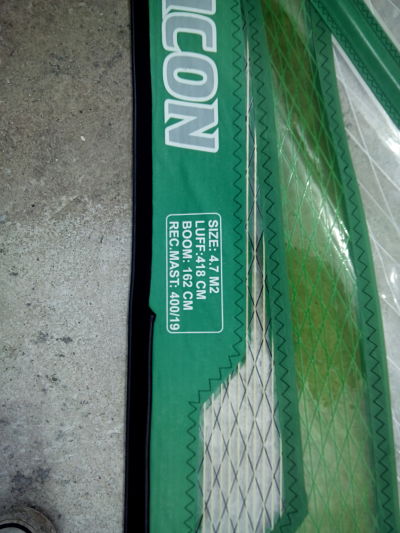 ICON
SIZE: 4.7 M2
LUFF:418 CM
BOOM: 162 CM
REC.MAST: 400/19